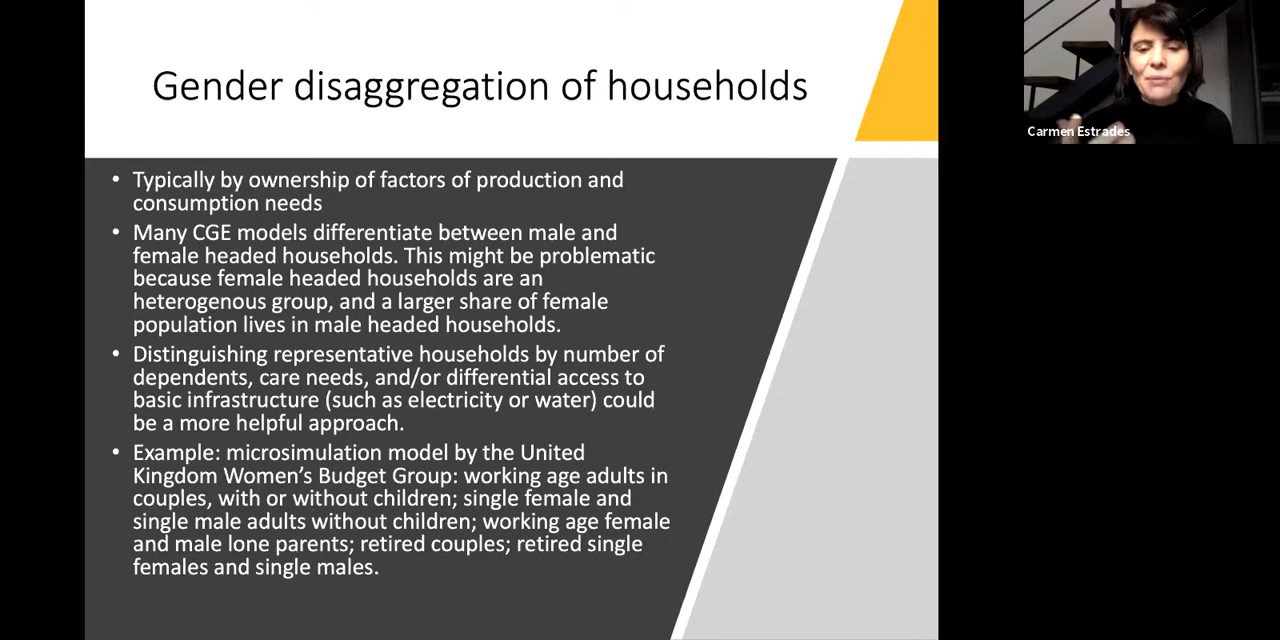 Gender disaggregation of households
• Typically by ownership of factors of production and
consumption needs
• Many CGE models differentiate between male and
female headed households. This might be problematic
because female headed households are an
heterogenous group, and a larger share of female
population lives in male headed households.
• Distinguishing representative households by number of
dependents, care needs, and/or differential access to
basic infrastructure (such as electricity or water) could
be a more helpful approach.
• Example: microsimulation model by the United
Kingdom Women’s Budget Group: working age adults in
couples, with or without children; single female and
single male adults without children; working age female
and male lone parents; retired couples; retired single
females and single males.
Carmen Estrades